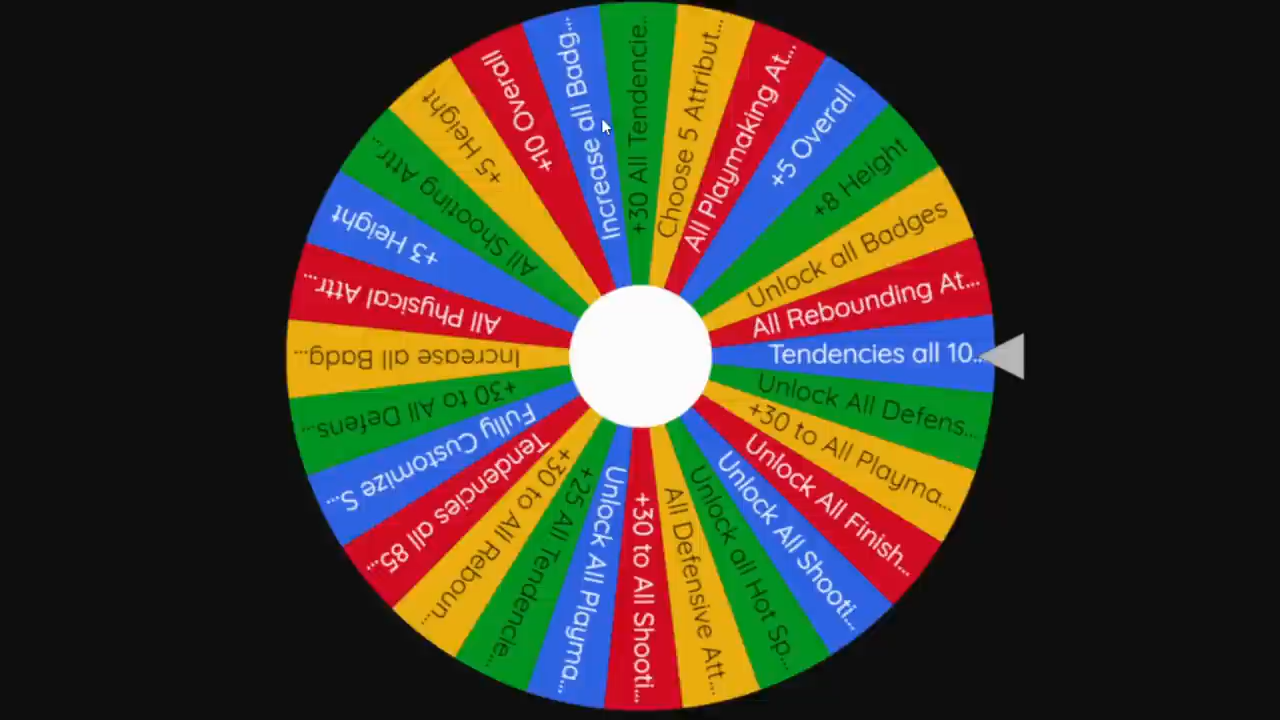 +30 All Tendencie...
Choose 5 Attribut...
All Playmaking At...
+5 Overall
+8 Height
Unlock all Badges
All Rebounding At...
Tendencies all 10...
Unlock All Defens...
+30 to All Playma...
Unlock All Finish...
Unlock All Shooti...
Unlock all Hot Sp...
All Defensive Att...
+30 to All Shooti...
Unlock All Playma...
+25 All Tendencie...
+30 to All Reboun...
Tendencies all 85...
Fully Customize S...
+30 to All Defens...
Increase all Badg...
All Physical Attr...
+3 Height
All Shooting Attr...
+5 Height
+10 Overall
Increase all Badg...